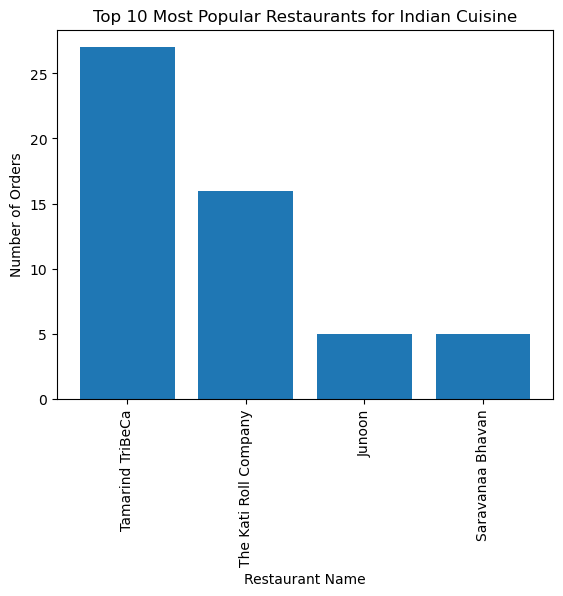 Top 10 Most Popular Restaurants for Indian Cuisine
Number of Orders
25
20
15
10
5
0
Tamarind TriBeCa
The Kati Roll Company
Junoon
Saravanaa Bhavan
Restaurant Name